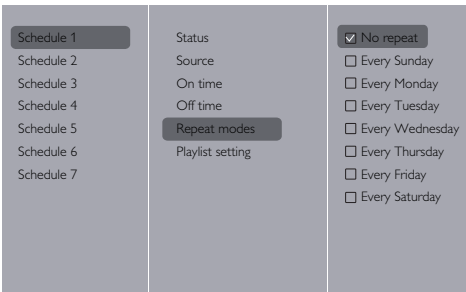 Schedule 1
Schedule 2
Schedule 3
Schedule 4
Schedule 5
Schedule 6
Schedule 7
Status
Source
On time
Off time
Repeat modes
Playlist setting
No repeat
Every Sunday
Every Monday
Every Tuesday
Every Wednesday
Every Thursday
Every Friday
Every Saturday